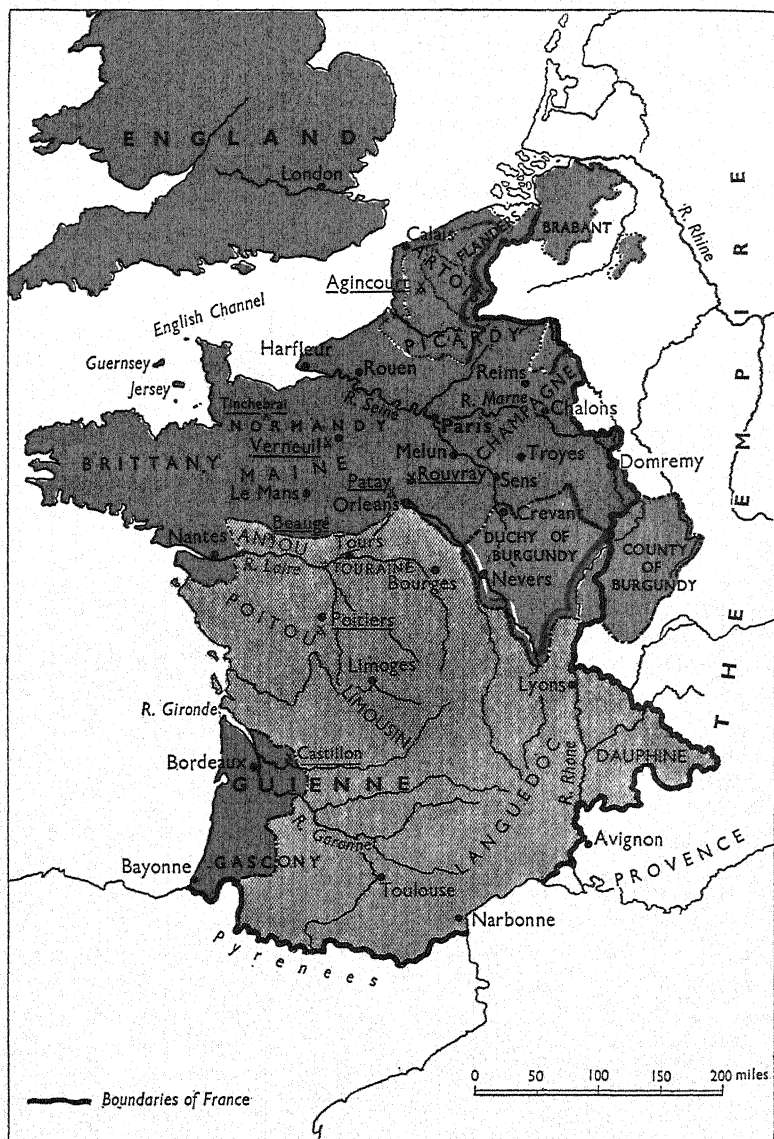 ENGLAND
London
R. Rhine
THE EMPIRE
BRABANT
FLANDERS
Calais
ARTOIS
Agincourt
English Channel
PICARDY
Guernsey
Jersey
Harfleur
Rouen
Reims
R. Seine
R. Marne
CHAMPAGNE
Chalons
Tinchebrai
NORMANDY
Paris
Verneuil
Melun
Troyes
Domremy
BRITTANY
MAINE
Patay
Rouvray
Sens
Le Mans
Orleans
Crevant
Beaugé
Nantes
ANJOU
Tours
DUCHY OF
BURGUNDY
COUNTY
OF
BURGUNDY
R. Loire
TOURAINE
Bourges
Nevers
POITOU
Poitiers
Limoges
LIMOUSIN
Lyons
R. Gironde
Castillon
DAUPHINE
Bordeaux
GUIENNE
R. Rhone
R. Garonne
LANGUEDOC
Avignon
PROVENCE
Bayonne
GASCONY
Toulouse
Narbonne
Pyrenees
0 50 100 150 200 miles
Boundaries of France